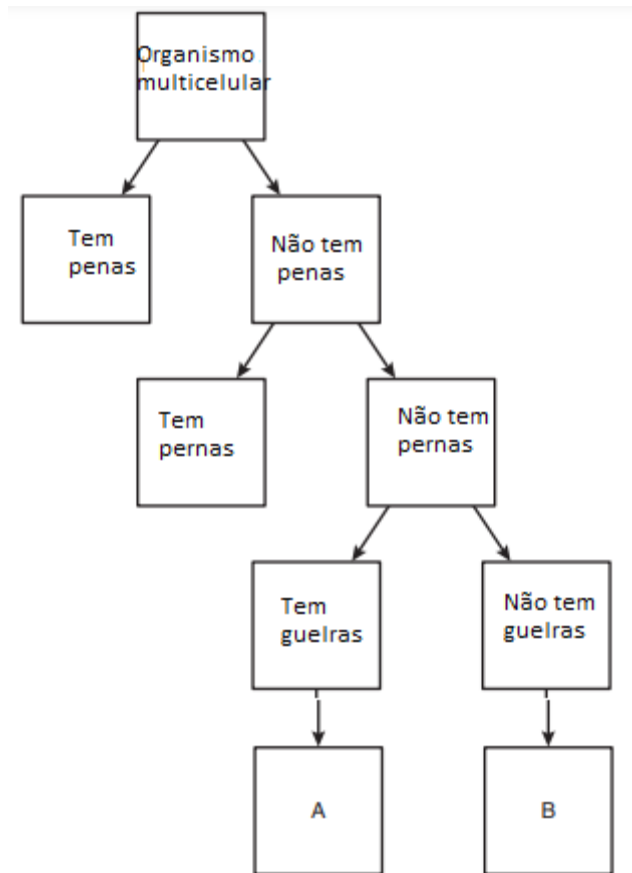 Organismo
multicelular
Tem
penas
Não tem
penas
Tem
pernas
Não tem
pernas
Tem
guelras
Não tem
guelras
A
B